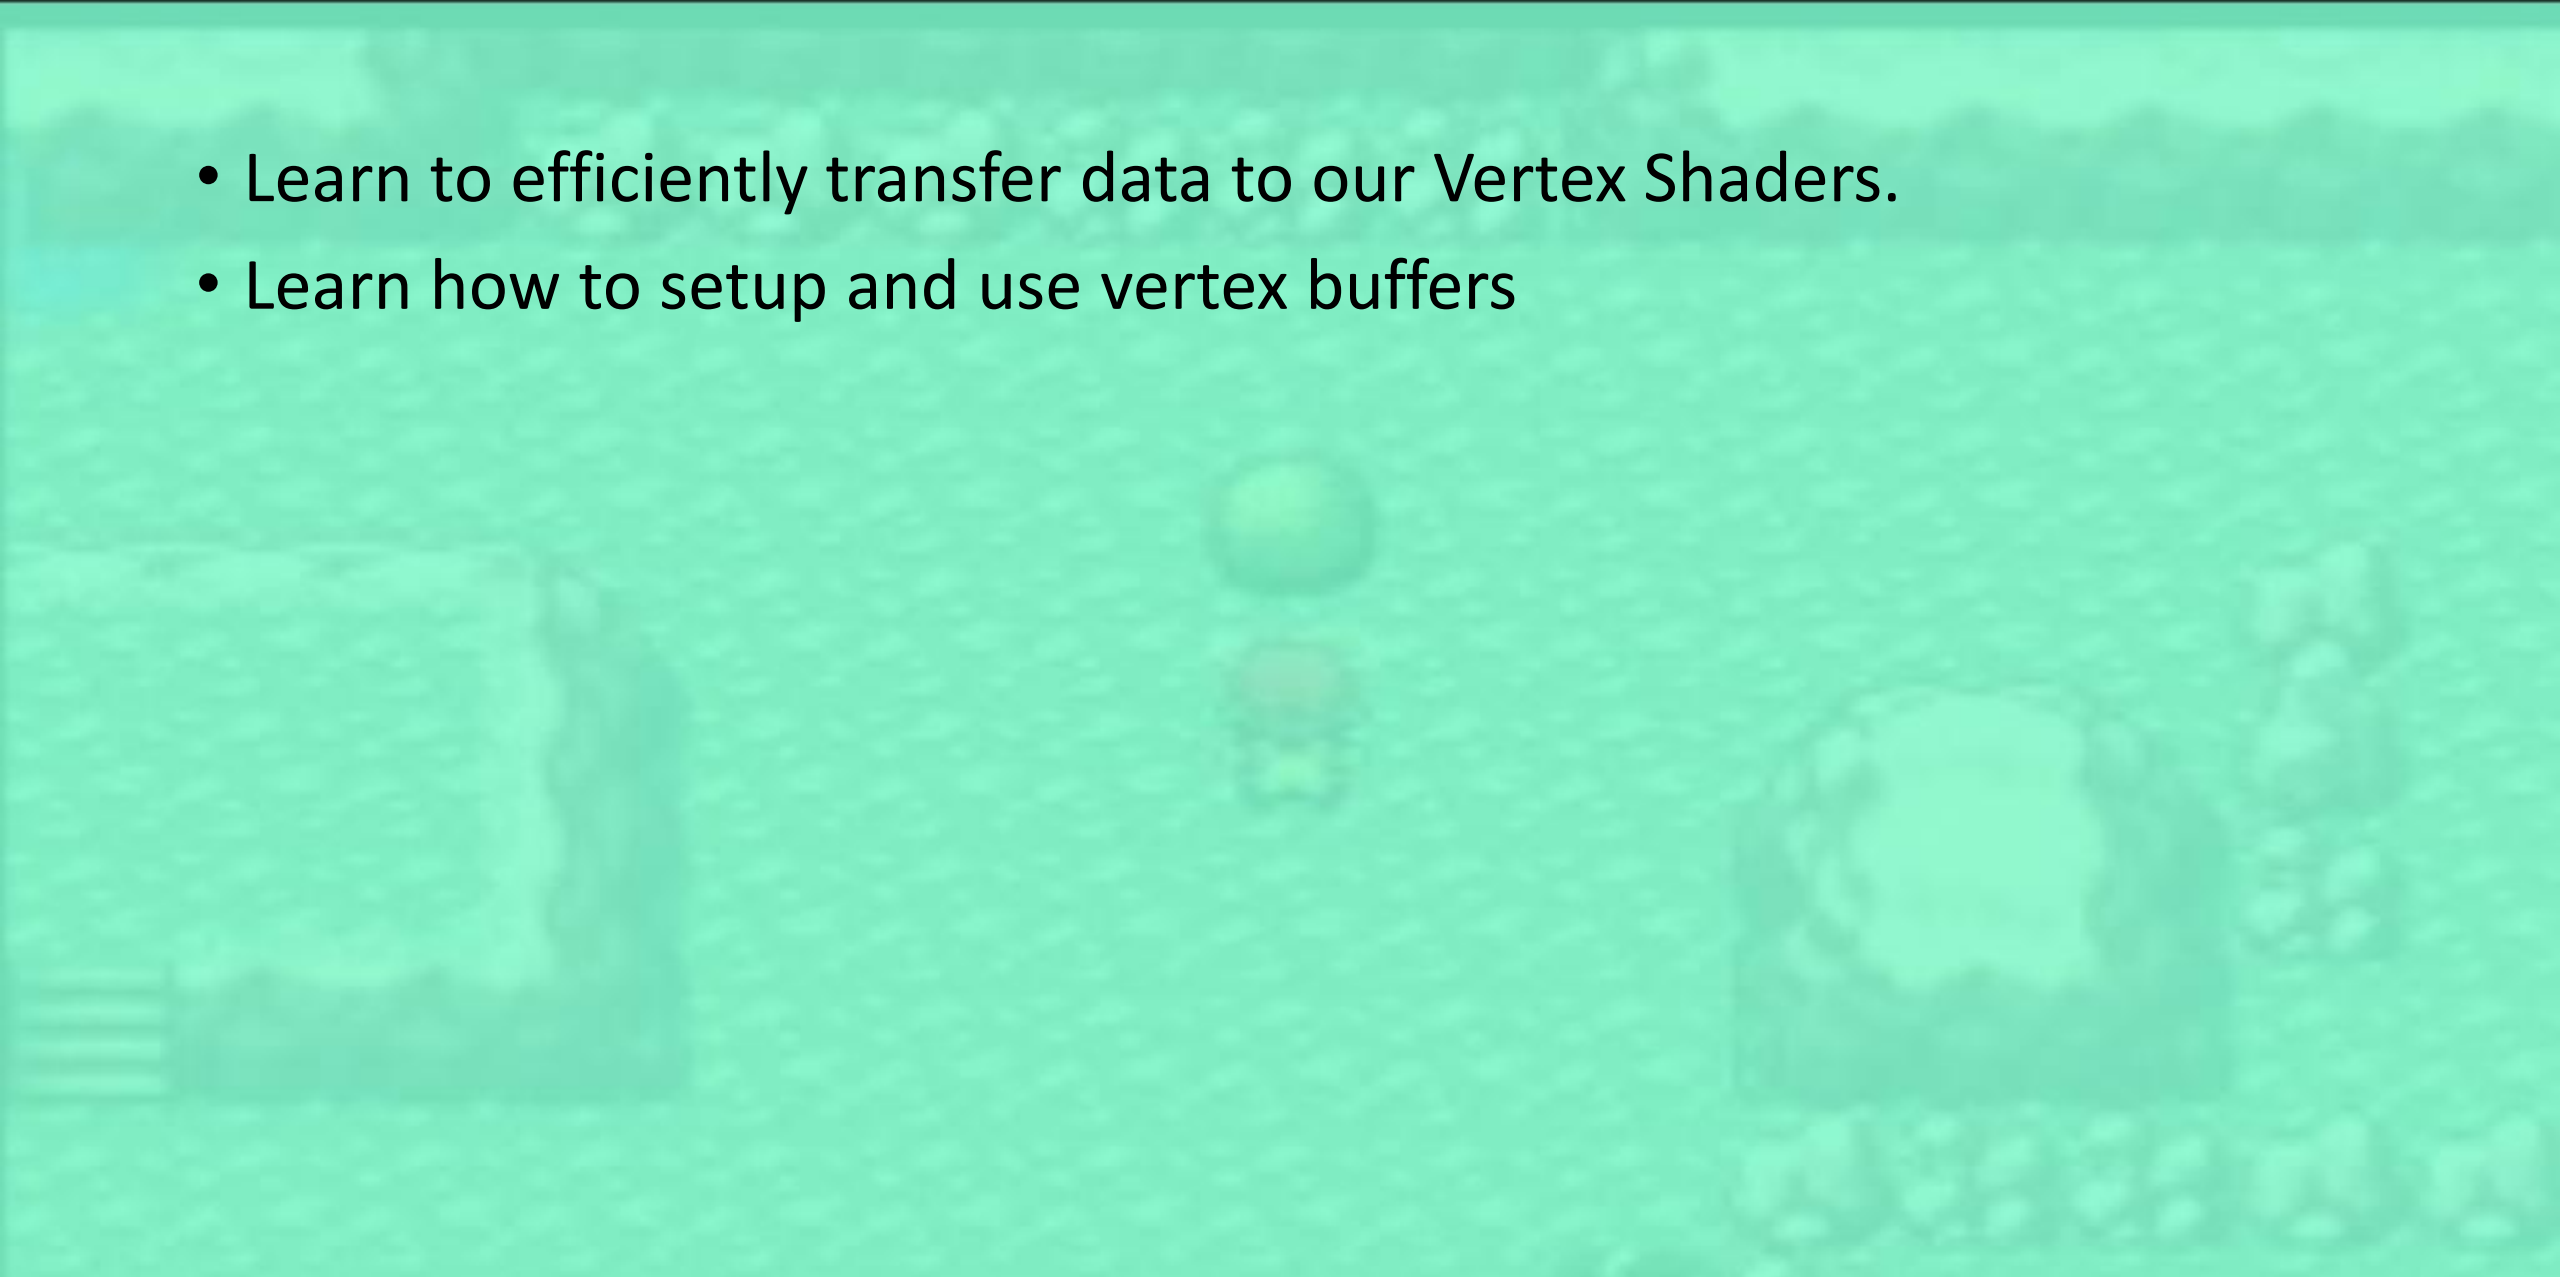 • Learn to efficiently transfer data to our Vertex Shaders.
• Learn how to setup and use vertex buffers